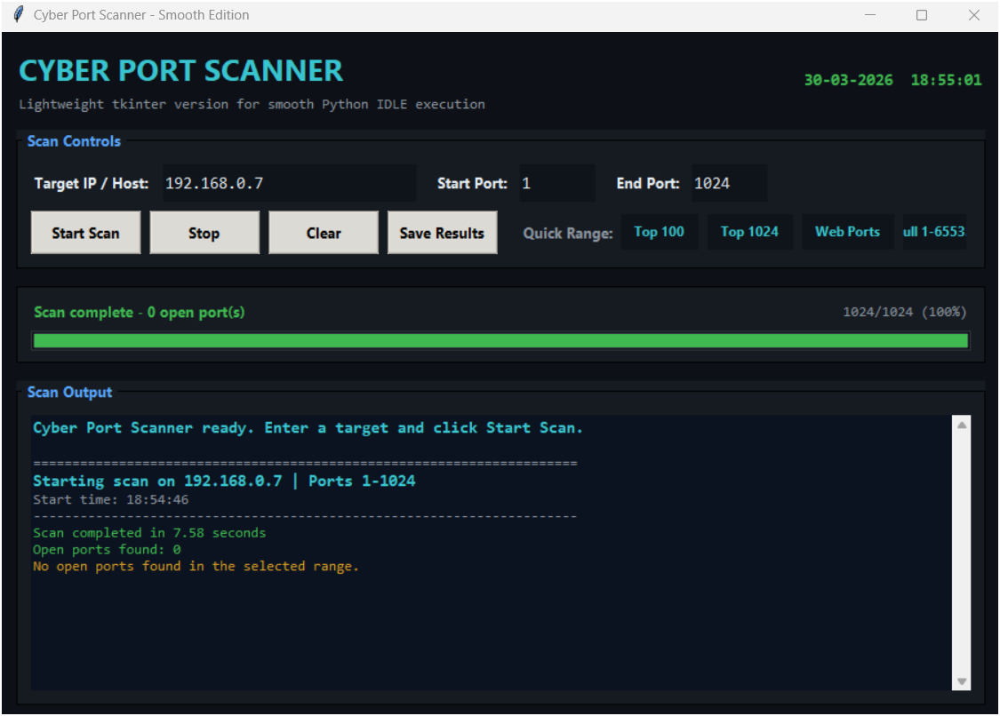 Cyber Port Scanner - Smooth Edition
CYBER PORT SCANNER
30-03-2026 18:55:01
Lightweight tkinter version for smooth Python IDLE execution
Scan Controls
Target IP / Host: 192.168.0.7 Start Port: 1 End Port: 1024
Start Scan Stop Clear Save Results Quick Range: Top 100 Top 1024 Web Ports ull 1-6553
Scan complete - 0 open port(s) 1024/1024 (100%)
Scan Output
Cyber Port Scanner ready. Enter a target and click Start Scan.
======================================================================
Starting scan on 192.168.0.7 | Ports 1-1024
Start time: 18:54:46
----------------------------------------------------------------------
Scan completed in 7.58 seconds
Open ports found: 0
No open ports found in the selected range.